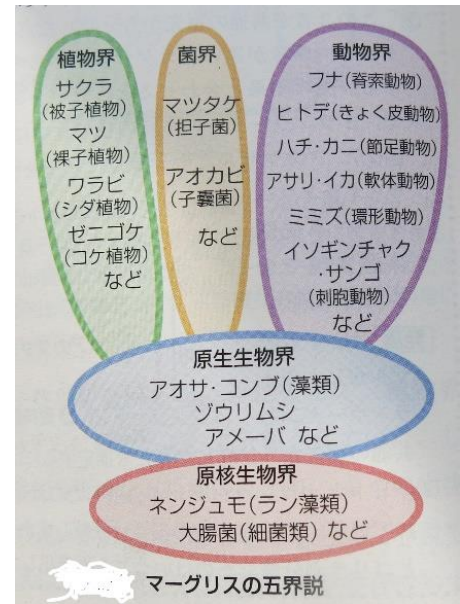 植物界
サクラ
(被子植物)
マツ
(裸子植物)
ワラビ
(シダ植物)
ゼニゴケ
(コケ植物)
など
菌界
マツタケ
(担子菌)
アオカビ
(子嚢菌)
など
動物界
フナ(脊索動物)
ヒトデ(きょく皮動物)
ハチ・カニ(節足動物)
アサリ・イカ(軟体動物)
ミミズ(環形動物)
イソギンチャク
・サンゴ
(刺胞動物)
など
原生生物界
アオサ・コンブ(藻類)
ゾウリムシ
アメーバ など
原核生物界
ネンジュモ(ラン藻類)
大腸菌(細菌類) など
マーグリスの五界説